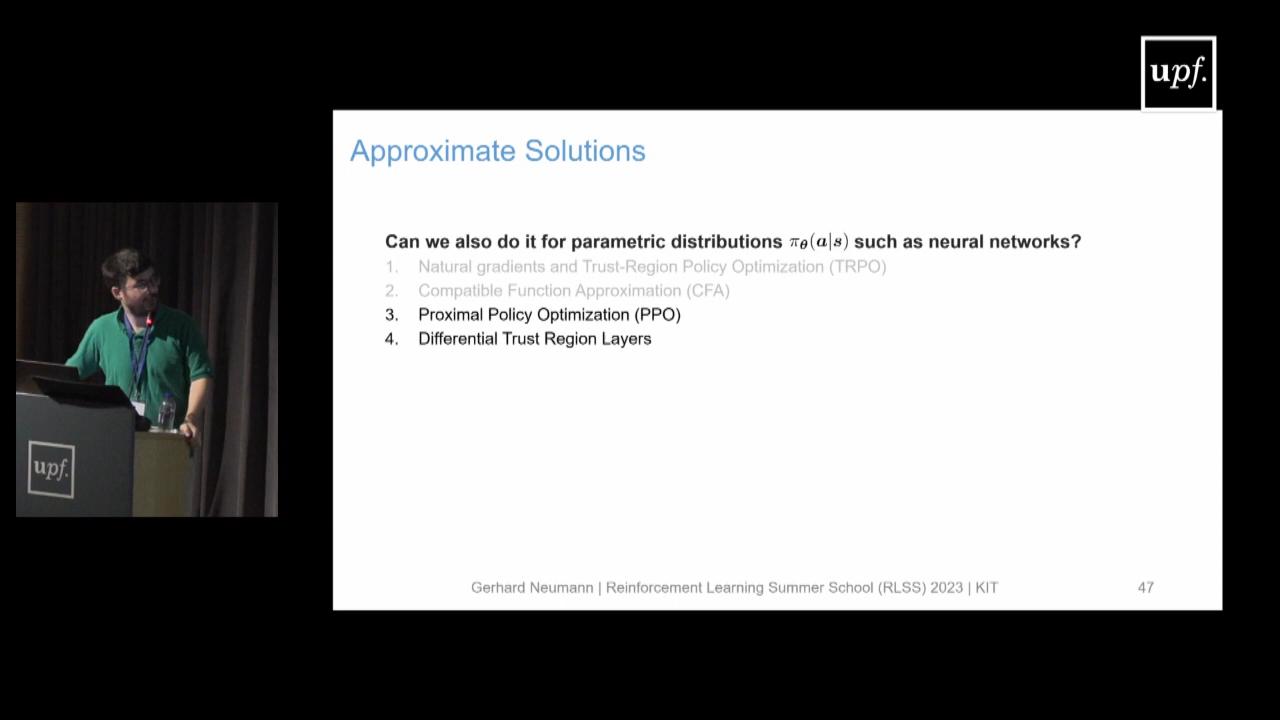 upf.
Approximate Solutions
Can we also do it for parametric distributions πθ(a|s) such as neural networks?
1. Natural gradients and Trust-Region Policy Optimization (TRPO)
2. Compatible Function Approximation (CFA)
3. Proximal Policy Optimization (PPO)
4. Differential Trust Region Layers
upf.
Gerhard Neumann | Reinforcement Learning Summer School (RLSS) 2023 | KIT 47